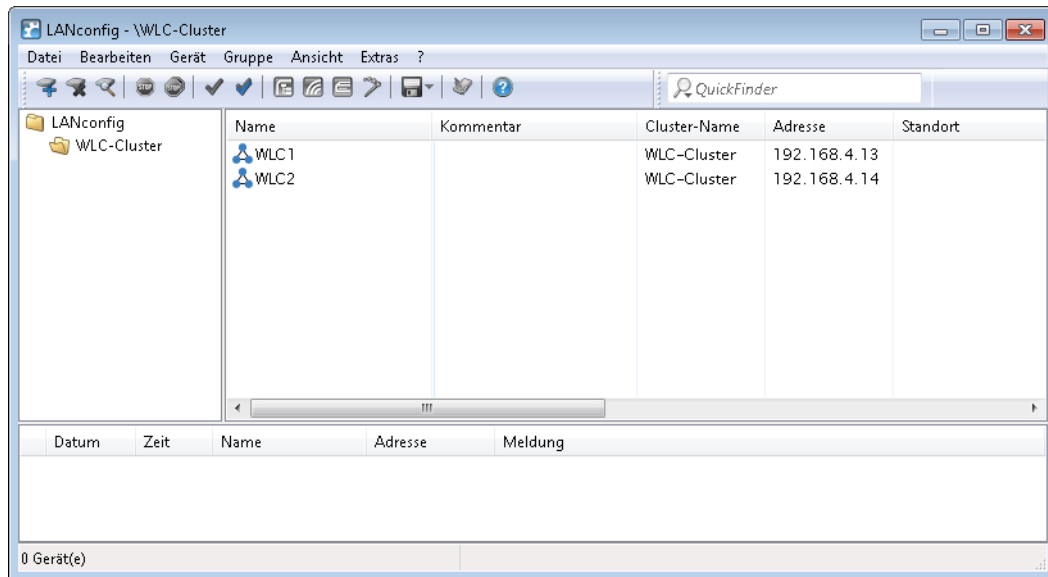 LANconfig - \WLC-Cluster
Datei Bearbeiten Gerät Gruppe Ansicht Extras ?
QuickFinder
LANconfig
WLC-Cluster
Name Kommentar Cluster-Name Adresse Standort
WLC1 WLC-Cluster 192.168.4.13
WLC2 WLC-Cluster 192.168.4.14
Datum Zeit Name Adresse Meldung
0 Gerät(e)